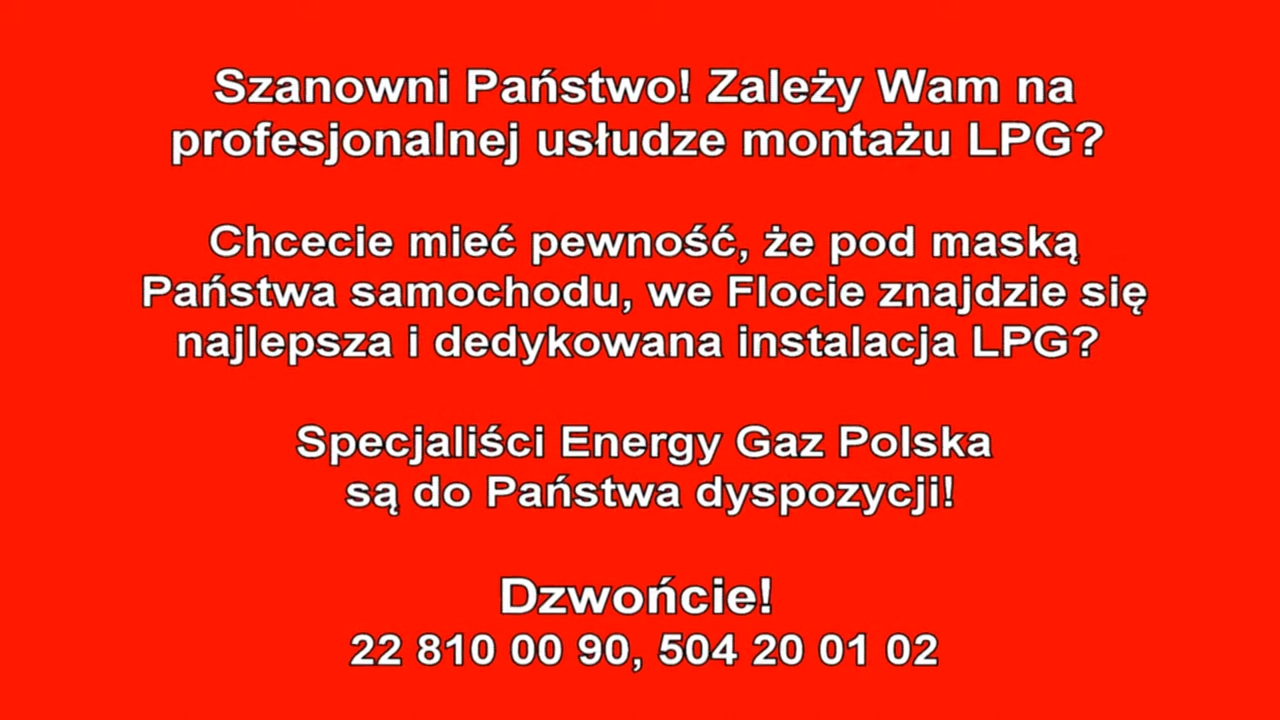 Szanowni Państwo! Zależy Wam na
profesjonalnej usłudze montażu LPG?
Chcecie mieć pewność, że pod maską
Państwa samochodu, we Flocie znajdzie się
najlepsza i dedykowana instalacja LPG?
Specjaliści Energy Gaz Polska
są do Państwa dyspozycji!
Dzwońcie!
22 810 00 90, 504 20 01 02